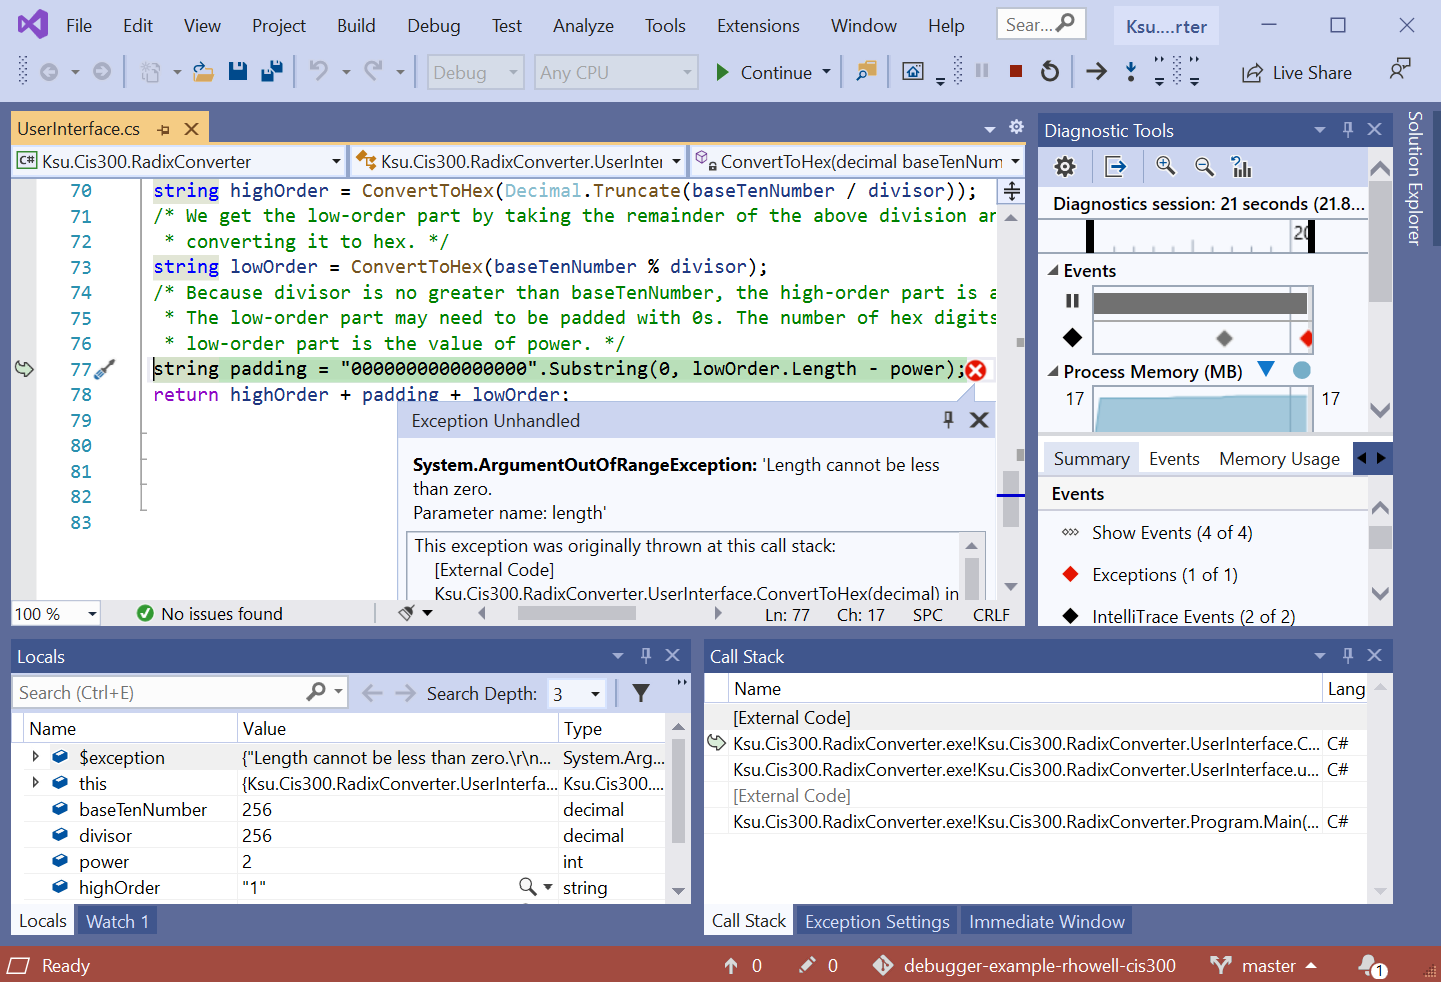 File Edit View Project Build Debug Test Analyze Tools Extensions Window Help Sear... Ksu....rter
Debug Any CPU Continue Live Share
UserInterface.cs
Ksu.Cis300.RadixConverter Ksu.Cis300.RadixConverter.UserInter ConvertToHex(decimal baseTenNum
70 string highOrder = ConvertToHex(Decimal.Truncate(baseTenNumber / divisor));
71 /* We get the low-order part by taking the remainder of the above division an
72 * converting it to hex. */
73 string lowOrder = ConvertToHex(baseTenNumber % divisor);
74 /* Because divisor is no greater than baseTenNumber, the high-order part is a
75 * The low-order part may need to be padded with 0s. The number of hex digits
76 * low-order part is the value of power. */
77 string padding = "0000000000000000".Substring(0, lowOrder.Length - power);
78 return highOrder + padding + lowOrder;
79
80
81
82
83
Exception Unhandled
System.ArgumentOutOfRangeException: 'Length cannot be less
than zero.
Parameter name: length'
This exception was originally thrown at this call stack:
[External Code]
Ksu.Cis300.RadixConverter.UserInterface.ConvertToHex(decimal) in
100 % No issues found Ln: 77 Ch: 17 SPC CRLF
Diagnostic Tools
Diagnostics session: 21 seconds (21.8...
20
Events
Process Memory (MB)
17 17
Summary Events Memory Usage
Events
Show Events (4 of 4)
Exceptions (1 of 1)
IntelliTrace Events (2 of 2)
Solution Explorer
Locals
Search (Ctrl+E) Search Depth: 3
Name Value Type
$exception {"Length cannot be less than zero.\r\n... System.Arg...
this {Ksu.Cis300.RadixConverter.UserInterfa... Ksu.Cis300....
baseTenNumber 256 decimal
divisor 256 decimal
power 2 int
highOrder "1" string
Locals Watch 1
Call Stack
Name Lang
[External Code]
Ksu.Cis300.RadixConverter.exe!Ksu.Cis300.RadixConverter.UserInterface.C... C#
Ksu.Cis300.RadixConverter.exe!Ksu.Cis300.RadixConverter.UserInterface.u... C#
[External Code]
Ksu.Cis300.RadixConverter.exe!Ksu.Cis300.RadixConverter.Program.Main(... C#
Call Stack Exception Settings Immediate Window
Ready 0 0 debugger-example-rhowell-cis300 master 1